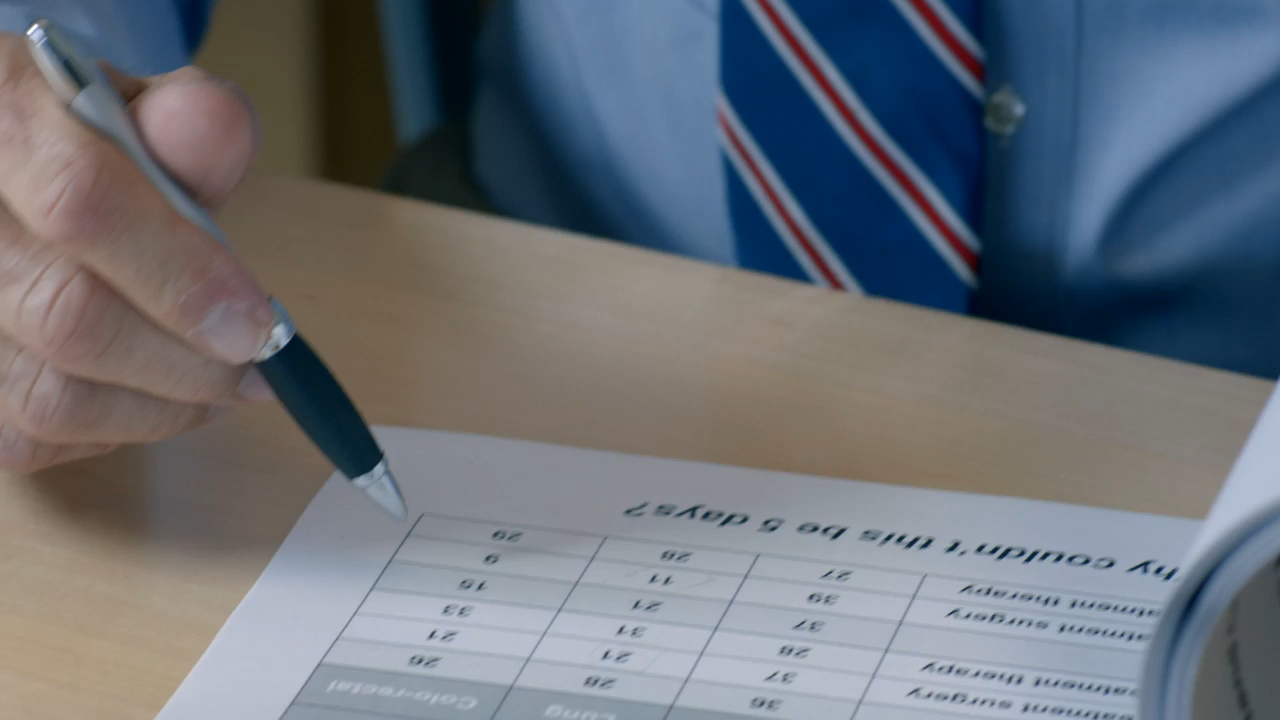 Lung Colo-rectal
36 28 26
atment surgery 37 21 21
atment therapy 28 31 33
37 21 15
atment surgery 39 11 9
atment therapy 27 28 29
hy couldn't this be 5 days?